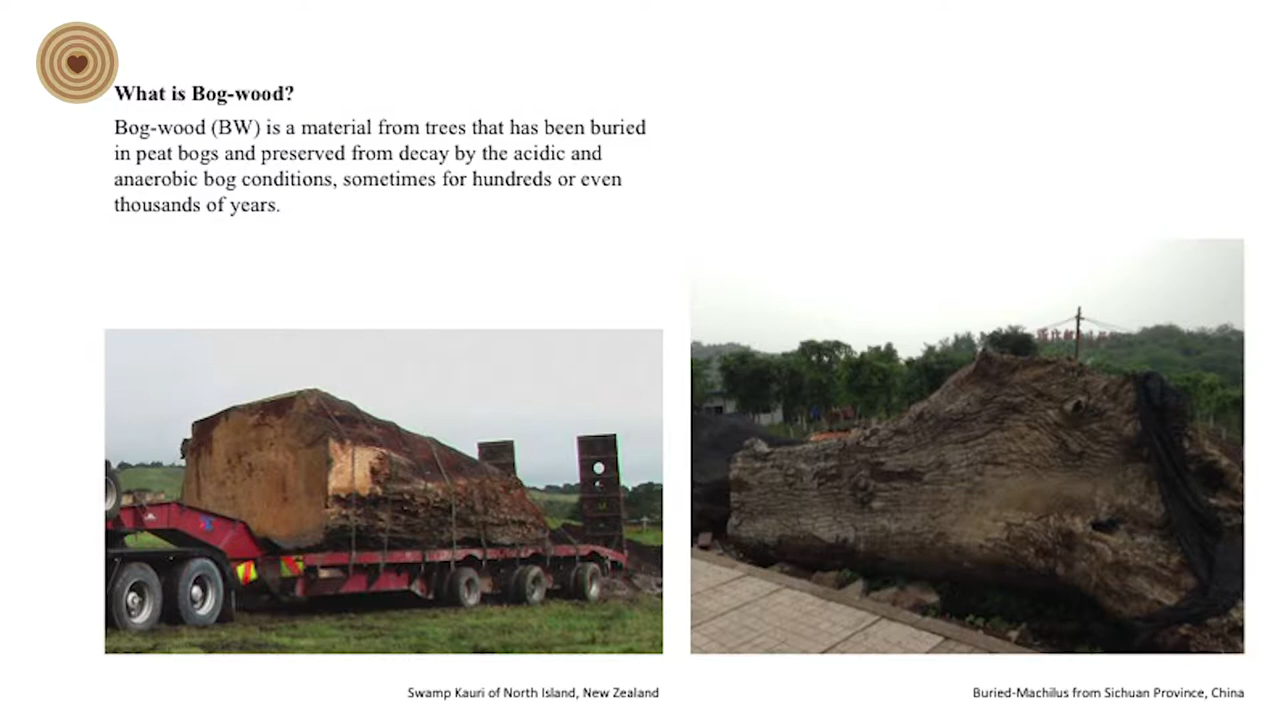 What is Bog-wood?
Bog-wood (BW) is a material from trees that has been buried
in peat bogs and preserved from decay by the acidic and
anaerobic bog conditions, sometimes for hundreds or even
thousands of years.
Swamp Kauri of North Island, New Zealand
Buried-Machilus from Sichuan Province, China